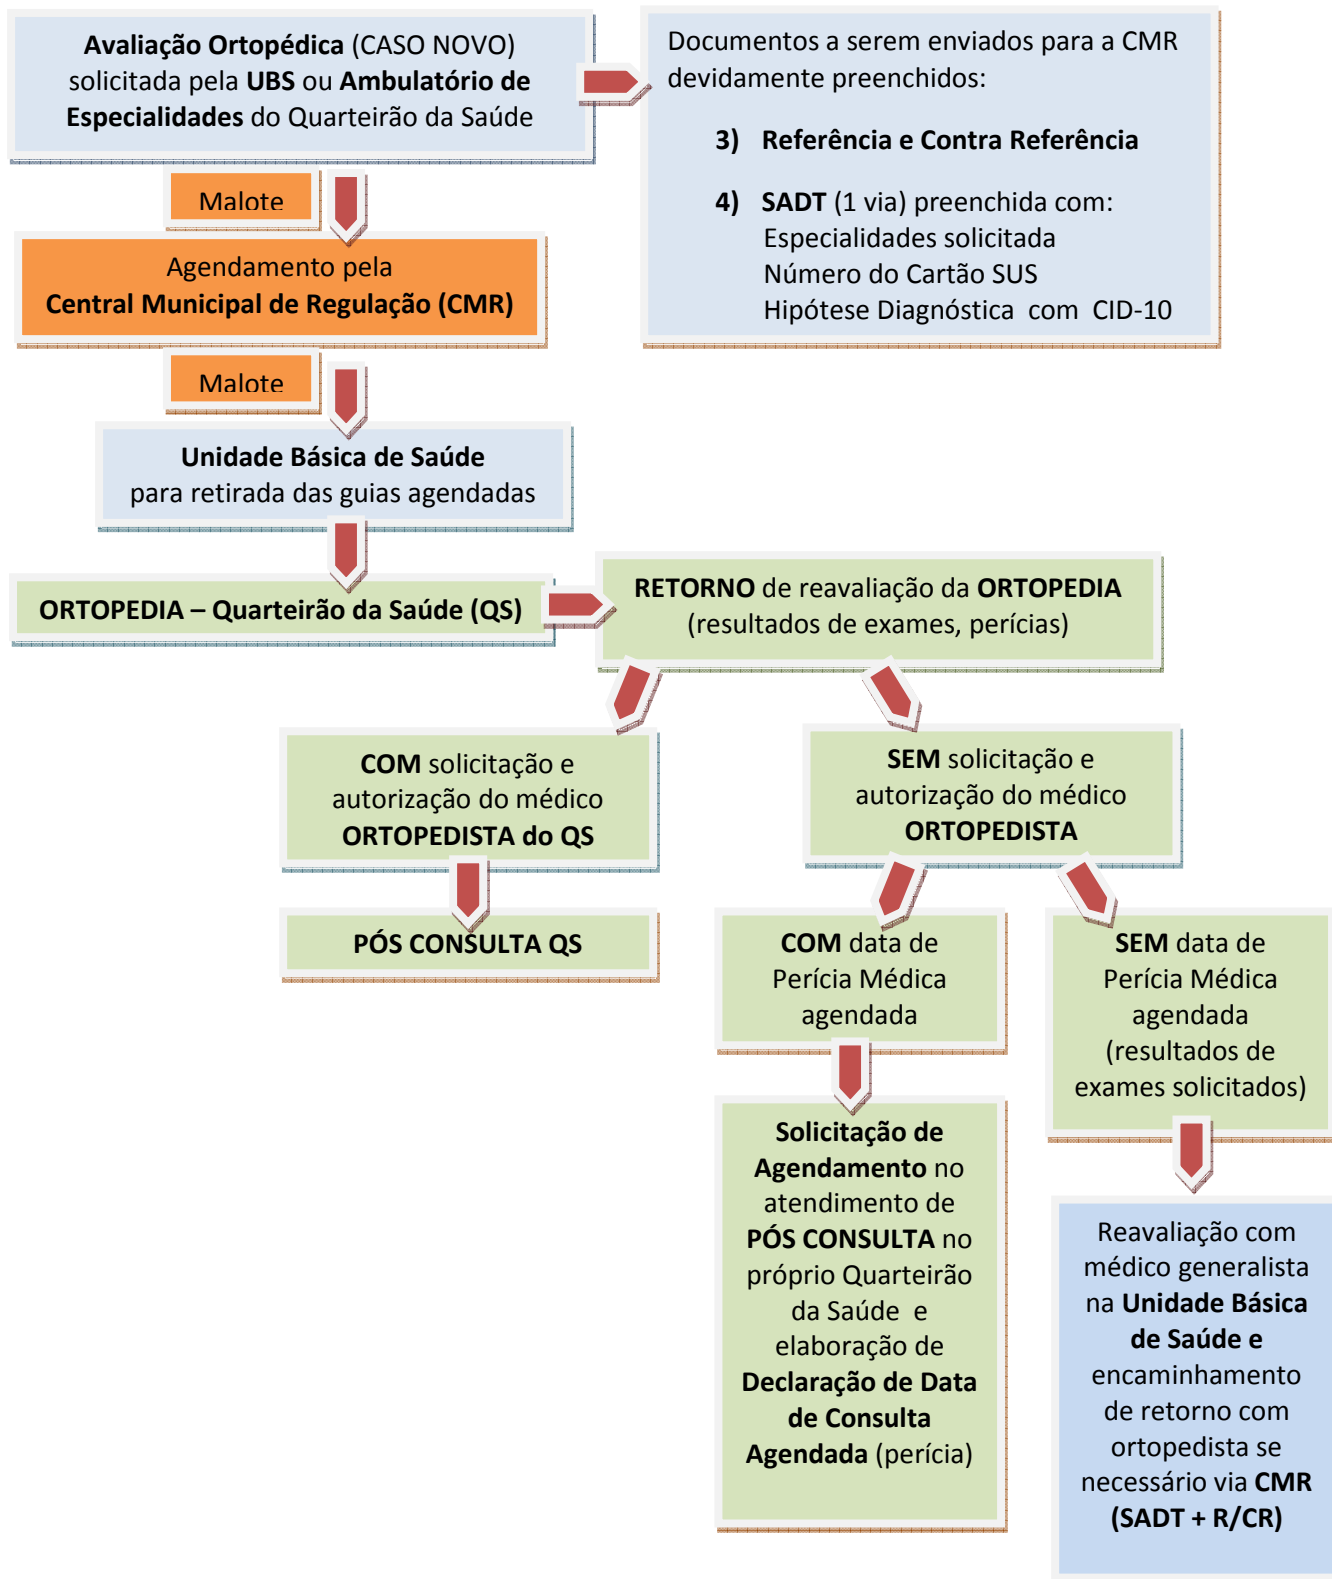 Avaliação Ortopédica (CASO NOVO)
solicitada pela UBS ou Ambulatório de
Especialidades do Quarteirão da Saúde
Documentos a serem enviados para a CMR
devidamente preenchidos:
3) Referência e Contra Referência
4) SADT (1 via) preenchida com:
Especialidades solicitada
Número do Cartão SUS
Hipótese Diagnóstica com CID-10
Malote
Agendamento pela
Central Municipal de Regulação (CMR)
Malote
Unidade Básica de Saúde
para retirada das guias agendadas
ORTOPEDIA – Quarteirão da Saúde (QS)
RETORNO de reavaliação da ORTOPEDIA
(resultados de exames, perícias)
COM solicitação e
autorização do médico
ORTOPEDISTA do QS
SEM solicitação e
autorização do médico
ORTOPEDISTA
PÓS CONSULTA QS
COM data de
Perícia Médica
agendada
SEM data de
Perícia Médica
agendada
(resultados de
exames solicitados)
Solicitação de
Agendamento no
atendimento de
PÓS CONSULTA no
próprio Quarteirão
da Saúde e
elaboração de
Declaração de Data
de Consulta
Agendada (perícia)
Reavaliação com
médico generalista
na Unidade Básica
de Saúde e
encaminhamento
de retorno com
ortopedista se
necessário via CMR
(SADT + R/CR)